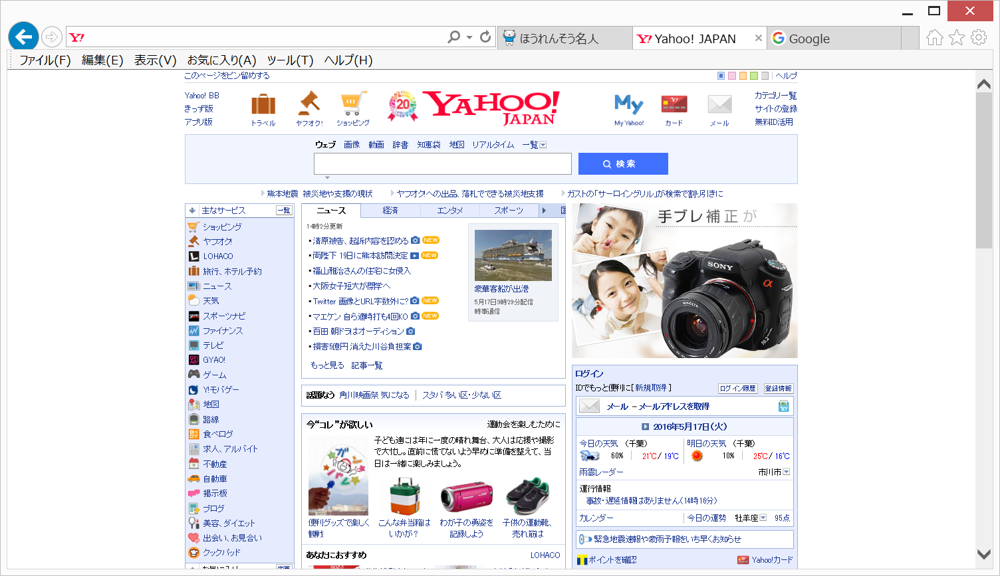 ほうれんそう名人
Yahoo! JAPAN
Google
ファイル(F) 編集(E) 表示(V) お気に入り(A) ツール(T) ヘルプ(H)
このページをピン留めする
ヘルプ
Yahoo! BB
きっず版
アプリ版
トラベル
ヤフオク!
ショッピング
20
YAHOO!
JAPAN
My
My Yahoo!
カード
メール
カテゴリ一覧
サイトの登録
無料ID活用
ウェブ 画像 動画 辞書 知恵袋 地図 リアルタイム 一覧
検索
熊本地震 被災地や支援の現状
ヤフオク!への出品、落札でできる被災地支援
ガストの「サーロイングリル」が検索で割り引きに
主なサービス 一覧
ショッピング
ヤフオク!
LOHACO
旅行、ホテル予約
ニュース
天気
スポーツナビ
ファイナンス
テレビ
GYAO!
ゲーム
Y!モバゲー
地図
路線
食べログ
求人、アルバイト
不動産
自動車
掲示板
ブログ
美容、ダイエット
出会い、お見合い
クックパッド
お気に入り 変更
ニュース 経済 エンタメ スポーツ
14時2分更新
清原被告、起訴内容を認める NEW
両陛下 19日に熊本訪問決定 NEW
福山雅治さんの住宅に女侵入
大阪女子短大が閉学へ
Twitter 画像とURL字数外に? NEW
マエケン 自ら適時打も4回KO NEW
百田 朝ドラはオーディション
損害5億円 消えた川谷負担案
もっと見る 記事一覧
豪華客船が出港
5月17日9時29分配信
時事通信
話題なう 角川映画祭 気になる スタバ 多い区・少ない区
今“コレ”が欲しい 運動会を楽しむために
子ども達には年に一度の晴れ舞台、大人は応援や撮影で大忙し。直前に慌てないよう早めに準備を整えて、当日は一緒に楽しみましょう。
便利グッズで楽しく観戦
こんな弁当箱はいかが?
わが子の勇姿を記録しよう
子供の運動靴、売れ筋は
あなたにおすすめ LOHACO
手ブレ補正が
SONY
α
MINOLTA
10.2
ログイン
IDでもっと便利に[ 新規取得 ] ログイン履歴 登録情報
メール - メールアドレスを取得
2016年5月17日(火)
今日の天気 (千葉)
60% 21℃/ 19℃
明日の天気 (千葉)
10% 25℃/ 16℃
雨雲レーダー 市川市
運行情報
事故・遅延情報はありません(14時16分)
カレンダー 今日の運勢 牡羊座 95点
緊急地震速報や豪雨予報をいち早くお知らせ
ポイントを確認 Yahoo!カード